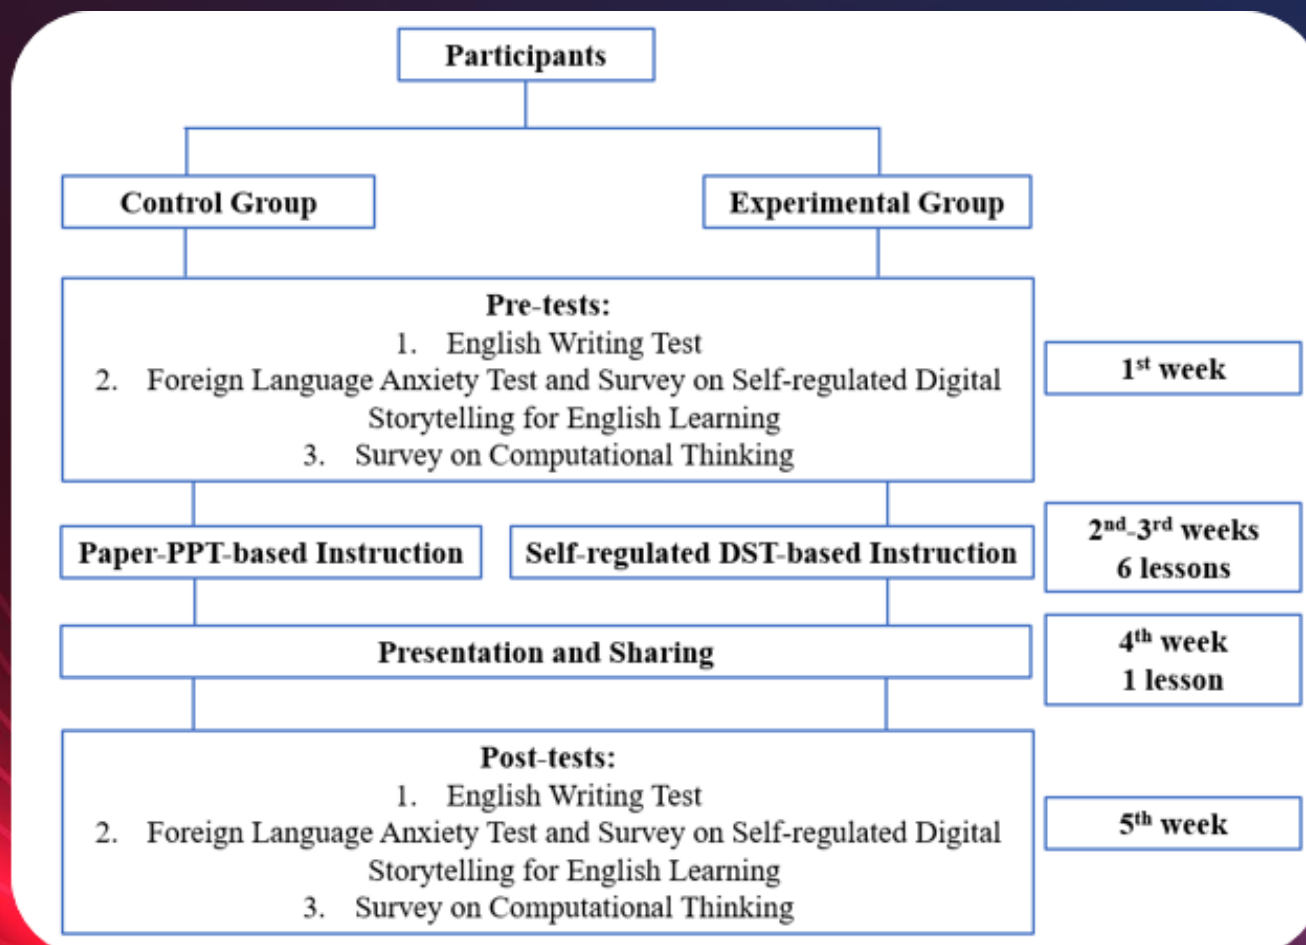 Participants
Control Group
Experimental Group
Pre-tests:
1. English Writing Test
2. Foreign Language Anxiety Test and Survey on Self-regulated Digital
Storytelling for English Learning
3. Survey on Computational Thinking
1st week
Paper-PPT-based Instruction
Self-regulated DST-based Instruction
2nd-3rd weeks
6 lessons
Presentation and Sharing
4th week
1 lesson
Post-tests:
1. English Writing Test
2. Foreign Language Anxiety Test and Survey on Self-regulated Digital
Storytelling for English Learning
3. Survey on Computational Thinking
5th week